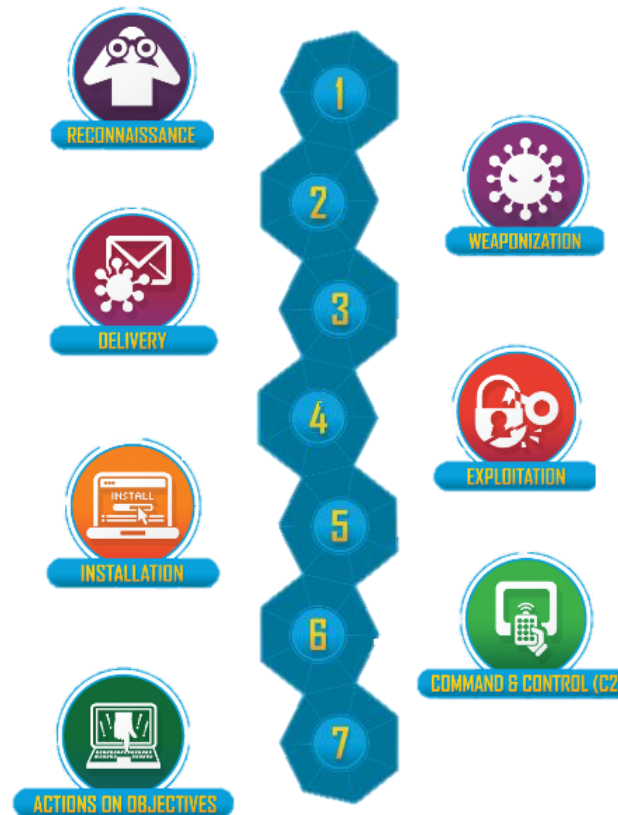 1
RECONNAISSANCE
2
WEAPONIZATION
3
DELIVERY
4
EXPLOITATION
INSTALL
5
INSTALLATION
6
COMMAND & CONTROL (C2
7
ACTIONS ON OBJECTIVES